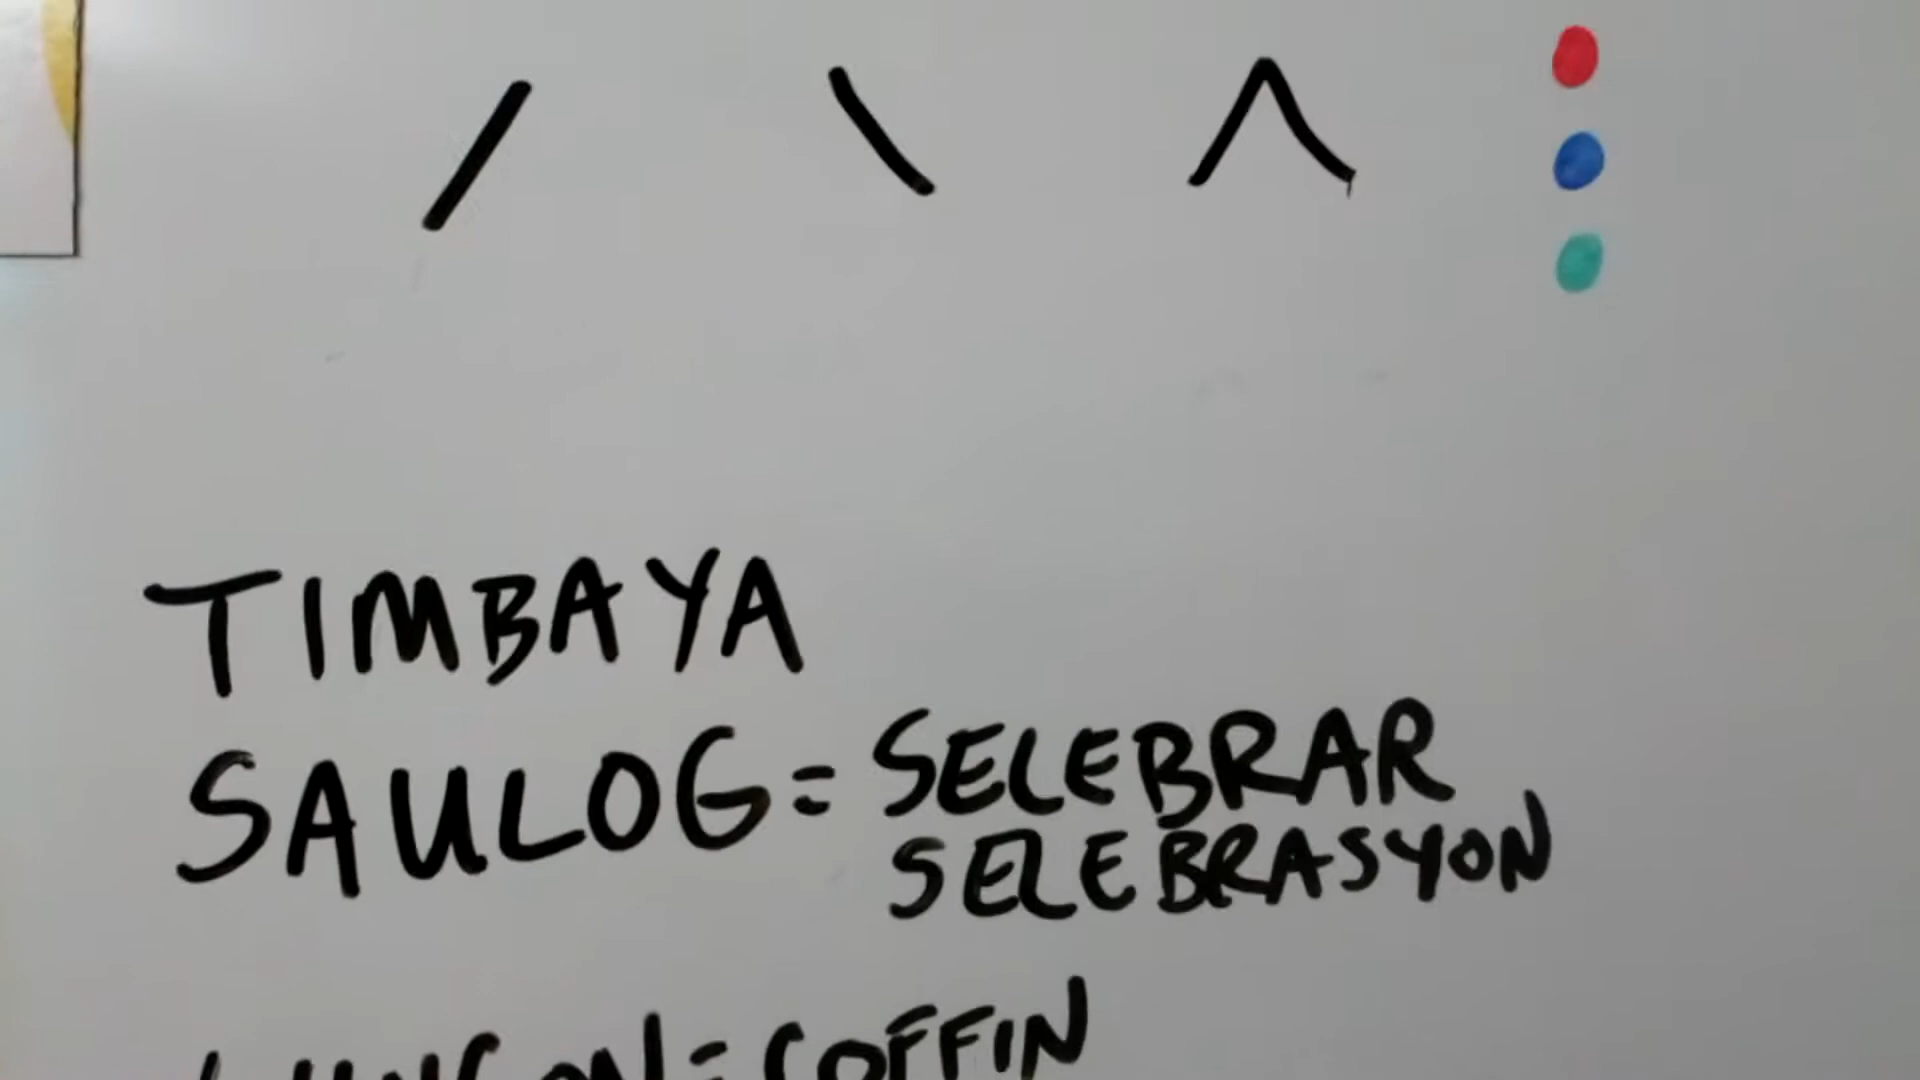 / \ ^
TIMBAYA
SAULOG = SELEBRAR
SELEBRASYON
= COFFIN